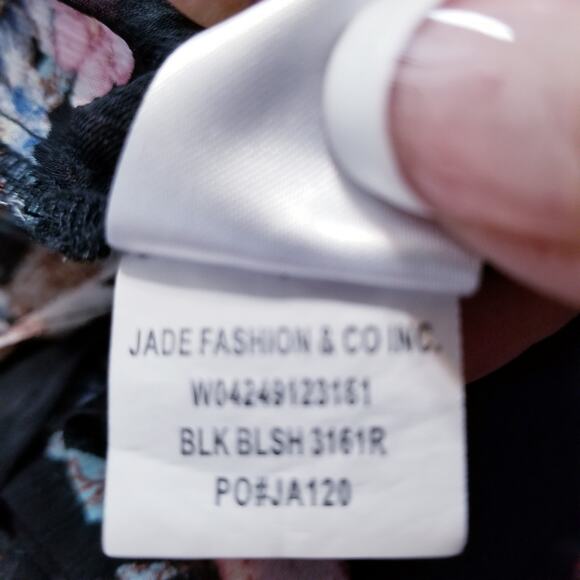 JADE FASHION & CO INC.
W04249123161
BLK BLSH 3161R
PO#JA120